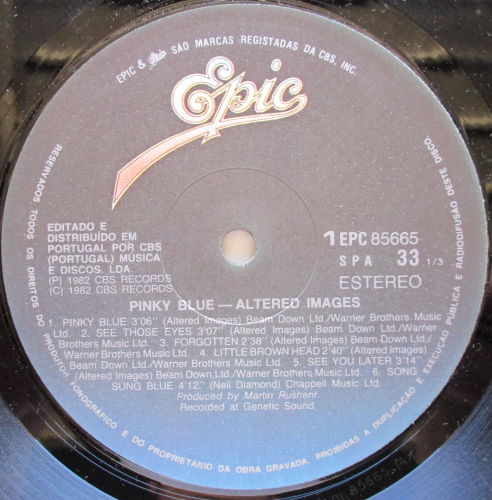 EPIC & Epic SÃO MARCAS REGISTADAS DA CBS, INC.
Epic
EDITADO E
DISTRIBUÍDO EM
PORTUGAL POR CBS
(PORTUGAL) MÚSICA
E DISCOS, LDA.
(P) 1982 CBS RECORDS
(C) 1982 CBS RECORDS
1 EPC 85665
SPA 33 1/3
ESTEREO
PINKY BLUE — ALTERED IMAGES
1. PINKY BLUE 3'06" (Altered Images) Beam Down Ltd./Warner Brothers Music
Ltd. 2. SEE THOSE EYES 3'07" (Altered Images) Beam Down Ltd./Warner
Brothers Music Ltd. 3. FORGOTTEN 2'38" (Altered Images) Beam Down Ltd./
Warner Brothers Music Ltd. 4. LITTLE BROWN HEAD 2'40" (Altered Images)
Beam Down Ltd./Warner Brothers Music Ltd. 5. SEE YOU LATER 3'14"
(Altered Images) Beam Down Ltd./Warner Brothers Music Ltd. 6. SONG
SUNG BLUE 4'12" (Neil Diamond) Chappell Music Ltd.
Produced by Martin Rushent.
Recorded at Genetic Sound.
RESERVADOS TODOS OS DIREITOS DO PRODUTOR FONOGRÁFICO E DO PROPRIETÁRIO DA OBRA GRAVADA. PROIBIDAS A DUPLICAÇÃO E EXECUÇÃO PÚBLICA E RADIODIFUSÃO DESTE DISCO.